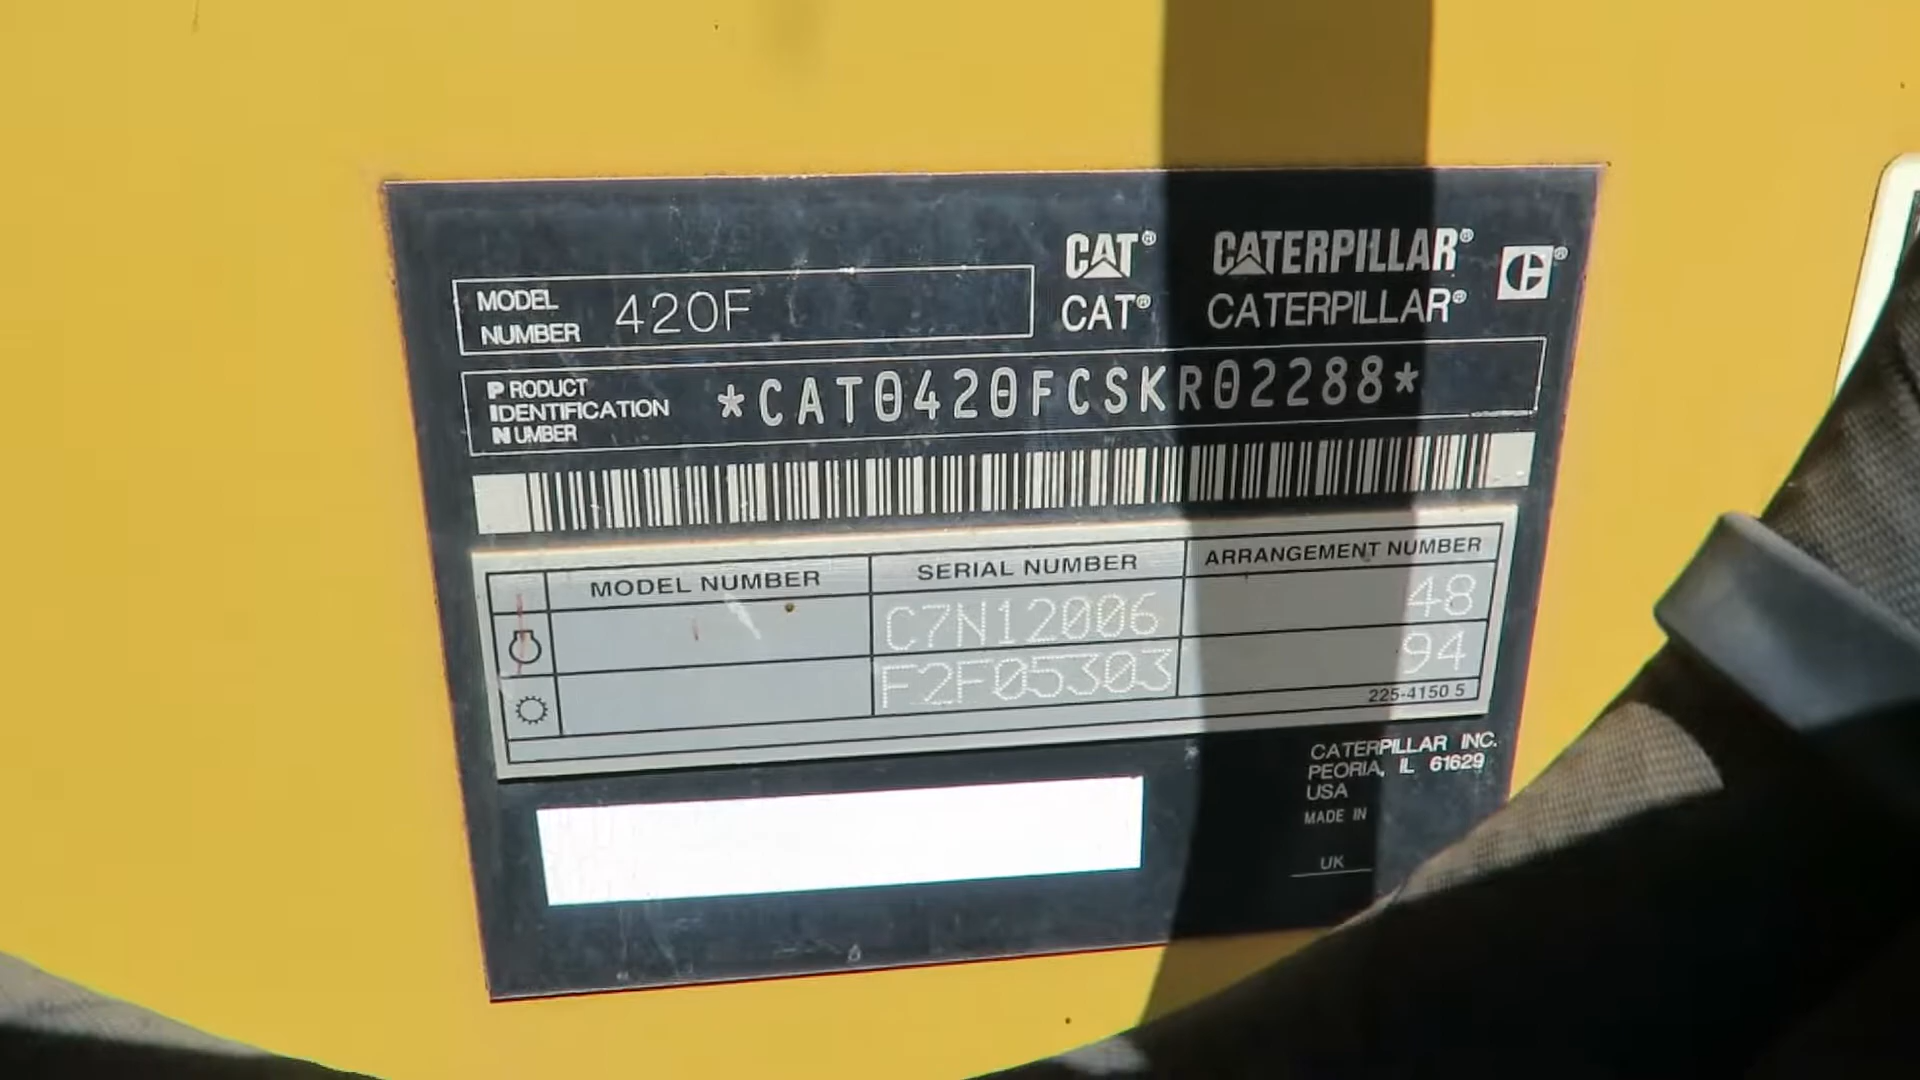 CAT® CATERPILLAR®
CAT® CATERPILLAR®
MODEL NUMBER 420F
PRODUCT IDENTIFICATION NUMBER *CAT0420FCSKR02288*
MODEL NUMBER SERIAL NUMBER ARRANGEMENT NUMBER
C7N12006 48
F2F05303 94
225-4150 5
CATERPILLAR INC.
PEORIA, IL 61629
USA
MADE IN
UK